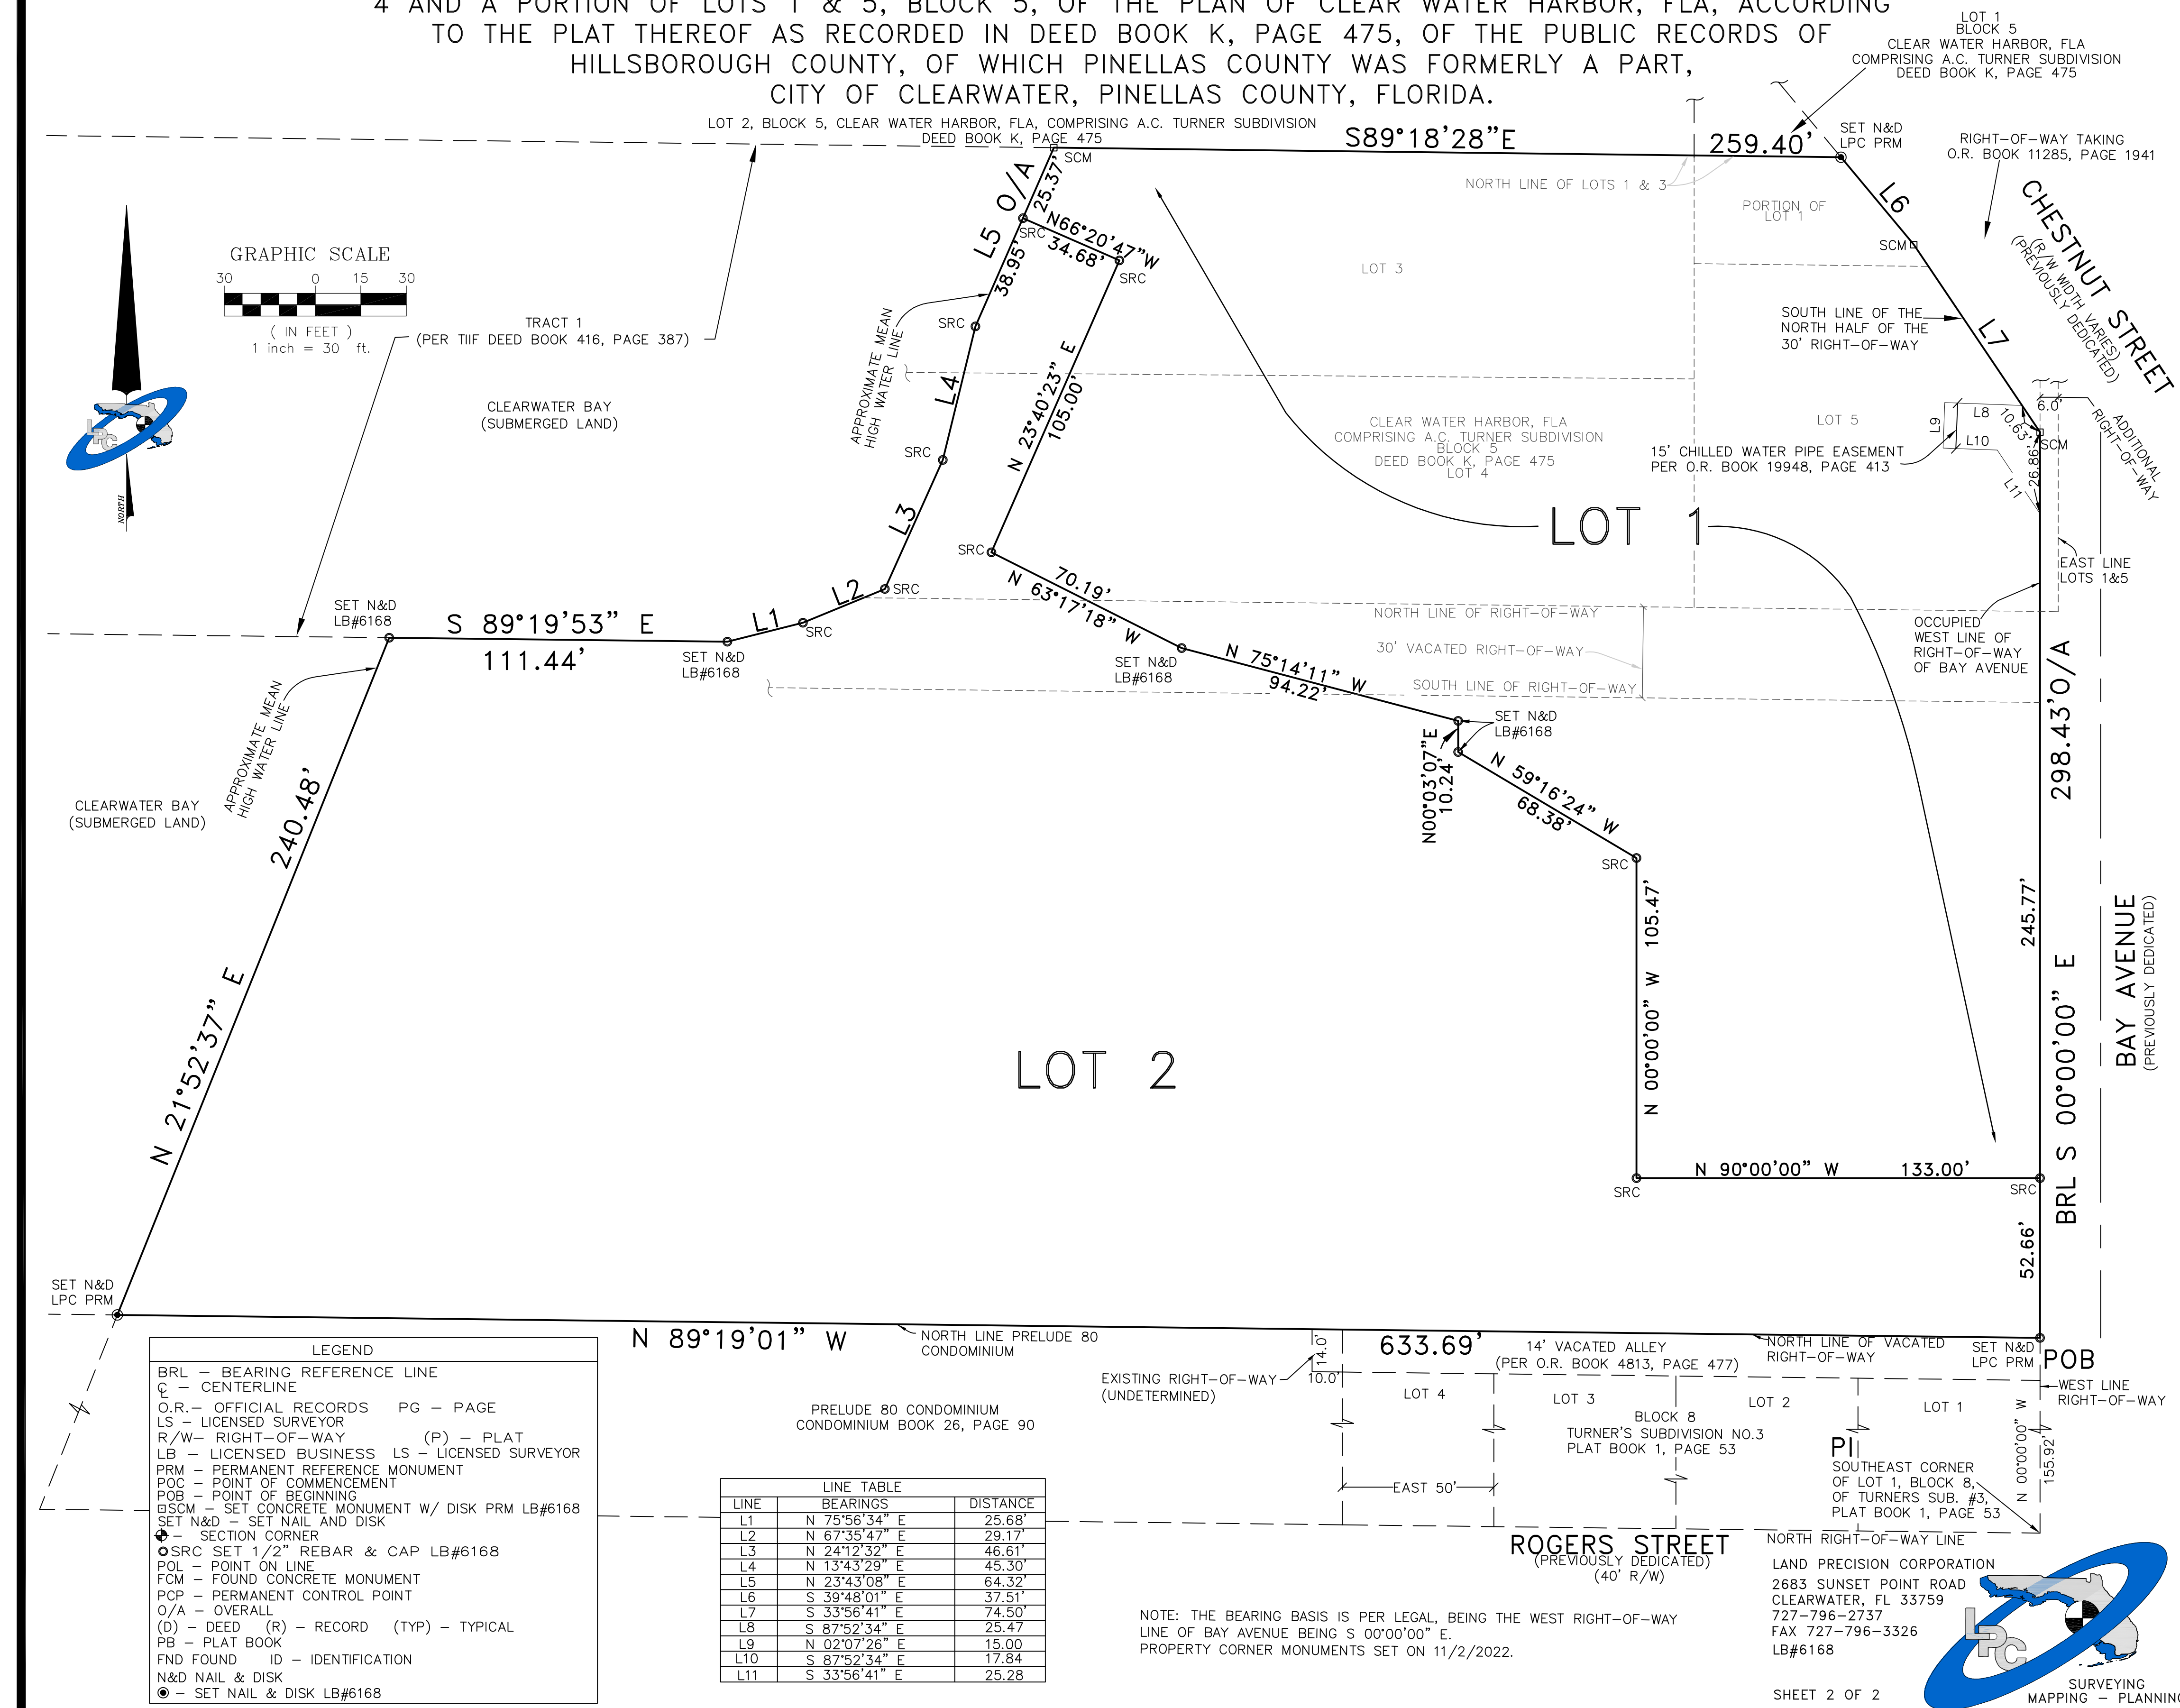 4 AND A PORTION OF LOTS 1 & 5, BLOCK 5, OF THE PLAN OF CLEAR WATER HARBOR, FLA, ACCORDING
TO THE PLAT THEREOF AS RECORDED IN DEED BOOK K, PAGE 475, OF THE PUBLIC RECORDS OF
HILLSBOROUGH COUNTY, OF WHICH PINELLAS COUNTY WAS FORMERLY A PART,
CITY OF CLEARWATER, PINELLAS COUNTY, FLORIDA.
LOT 1
BLOCK 5
CLEAR WATER HARBOR, FLA
COMPRISING A.C. TURNER SUBDIVISION
DEED BOOK K, PAGE 475
LOT 2, BLOCK 5, CLEAR WATER HARBOR, FLA, COMPRISING A.C. TURNER SUBDIVISION
DEED BOOK K, PAGE 475
SCM
S89°18'28"E
259.40'
SET N&D
LPC PRM
RIGHT-OF-WAY TAKING
O.R. BOOK 11285, PAGE 1941
NORTH LINE OF LOTS 1 & 3
PORTION OF
LOT 1
L6
SCM
CHESTNUT STREET
(R/W WIDTH VARIES)
(PREVIOUSLY DEDICATED)
L5 O/A
25.37'
SRC
N66°20'47"W
34.68'
SRC
38.95'
LOT 3
GRAPHIC SCALE
30 0 15 30
( IN FEET )
1 inch = 30 ft.
LPC
NORTH
TRACT 1
(PER TIIF DEED BOOK 416, PAGE 387)
APPROXIMATE MEAN
HIGH WATER LINE
SRC
L4
SRC
N 23°40'23" E
105.00'
SOUTH LINE OF THE
NORTH HALF OF THE
30' RIGHT-OF-WAY
L7
CLEARWATER BAY
(SUBMERGED LAND)
CLEAR WATER HARBOR, FLA
COMPRISING A.C. TURNER SUBDIVISION
BLOCK 5
DEED BOOK K, PAGE 475
LOT 4
LOT 5
15' CHILLED WATER PIPE EASEMENT
PER O.R. BOOK 19948, PAGE 413
L8
L9
L10
10.63'
6.0'
SCM
26.86'
L11
ADDITIONAL
RIGHT-OF-WAY
L3
SRC
LOT 1
EAST LINE
LOTS 1&5
SET N&D
LB#6168
S 89°19'53" E
111.44'
L1
L2
SRC
SRC
SET N&D
LB#6168
70.19'
N 63°17'18" W
SET N&D
LB#6168
NORTH LINE OF RIGHT-OF-WAY
30' VACATED RIGHT-OF-WAY
SOUTH LINE OF RIGHT-OF-WAY
OCCUPIED
WEST LINE OF
RIGHT-OF-WAY
OF BAY AVENUE
N 75°14'11" W
94.22'
SET N&D
LB#6168
N00°03'07"E
10.24'
N 59°16'24" W
68.38'
SRC
298.43'O/A
APPROXIMATE MEAN
HIGH WATER LINE
240.48'
CLEARWATER BAY
(SUBMERGED LAND)
N 21°52'37" E
N 00°00'00" W 105.47'
245.77'
BAY AVENUE
(PREVIOUSLY DEDICATED)
BRL S 00°00'00" E
LOT 2
N 90°00'00" W 133.00'
SRC
SRC
52.66'
SET N&D
LPC PRM
N 89°19'01" W
NORTH LINE PRELUDE 80
CONDOMINIUM
14.0'
10.0'
633.69'
14' VACATED ALLEY
(PER O.R. BOOK 4813, PAGE 477)
NORTH LINE OF VACATED
RIGHT-OF-WAY
SET N&D
LPC PRM
POB
EXISTING RIGHT-OF-WAY
(UNDETERMINED)
WEST LINE
RIGHT-OF-WAY
LOT 4
LOT 3
LOT 2
LOT 1
PRELUDE 80 CONDOMINIUM
CONDOMINIUM BOOK 26, PAGE 90
BLOCK 8
TURNER'S SUBDIVISION NO.3
PLAT BOOK 1, PAGE 53
PI
SOUTHEAST CORNER
OF LOT 1, BLOCK 8,
OF TURNERS SUB. #3,
PLAT BOOK 1, PAGE 53
N 00°00'00" W
155.92'
EAST 50'
LEGEND
BRL – BEARING REFERENCE LINE
℄ – CENTERLINE
O.R.– OFFICIAL RECORDS PG – PAGE
LS – LICENSED SURVEYOR
R/W– RIGHT-OF-WAY (P) – PLAT
LB – LICENSED BUSINESS LS – LICENSED SURVEYOR
PRM – PERMANENT REFERENCE MONUMENT
POC – POINT OF COMMENCEMENT
POB – POINT OF BEGINNING
SCM – SET CONCRETE MONUMENT W/ DISK PRM LB#6168
SET N&D – SET NAIL AND DISK
– SECTION CORNER
SRC SET 1/2" REBAR & CAP LB#6168
POL – POINT ON LINE
FCM – FOUND CONCRETE MONUMENT
PCP – PERMANENT CONTROL POINT
O/A – OVERALL
(D) – DEED (R) – RECORD (TYP) – TYPICAL
PB – PLAT BOOK
FND FOUND ID – IDENTIFICATION
N&D NAIL & DISK
– SET NAIL & DISK LB#6168
LINE TABLE
LINE BEARINGS DISTANCE
L1 N 75°56'34" E 25.68'
L2 N 67°35'47" E 29.17'
L3 N 24°12'32" E 46.61'
L4 N 13°43'29" E 45.30'
L5 N 23°43'08" E 64.32'
L6 S 39°48'01" E 37.51'
L7 S 33°56'41" E 74.50'
L8 S 87°52'34" E 25.47
L9 N 02°07'26" E 15.00
L10 S 87°52'34" E 17.84
L11 S 33°56'41" E 25.28
ROGERS STREET
(PREVIOUSLY DEDICATED)
(40' R/W)
NORTH RIGHT-OF-WAY LINE
NOTE: THE BEARING BASIS IS PER LEGAL, BEING THE WEST RIGHT-OF-WAY
LINE OF BAY AVENUE BEING S 00°00'00" E.
PROPERTY CORNER MONUMENTS SET ON 11/2/2022.
LAND PRECISION CORPORATION
2683 SUNSET POINT ROAD
CLEARWATER, FL 33759
727-796-2737
FAX 727-796-3326
LB#6168
SHEET 2 OF 2
LPC
SURVEYING
MAPPING – PLANNING